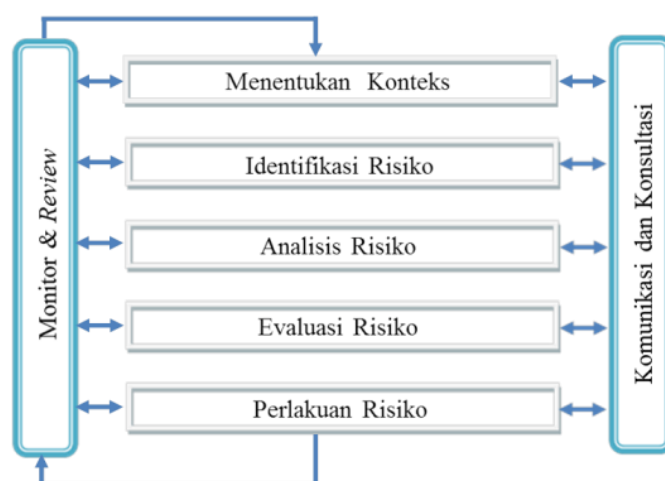 Menentukan Konteks
Identifikasi Risiko
Analisis Risiko
Evaluasi Risiko
Perlakuan Risiko
Monitor & Review
Komunikasi dan Konsultasi